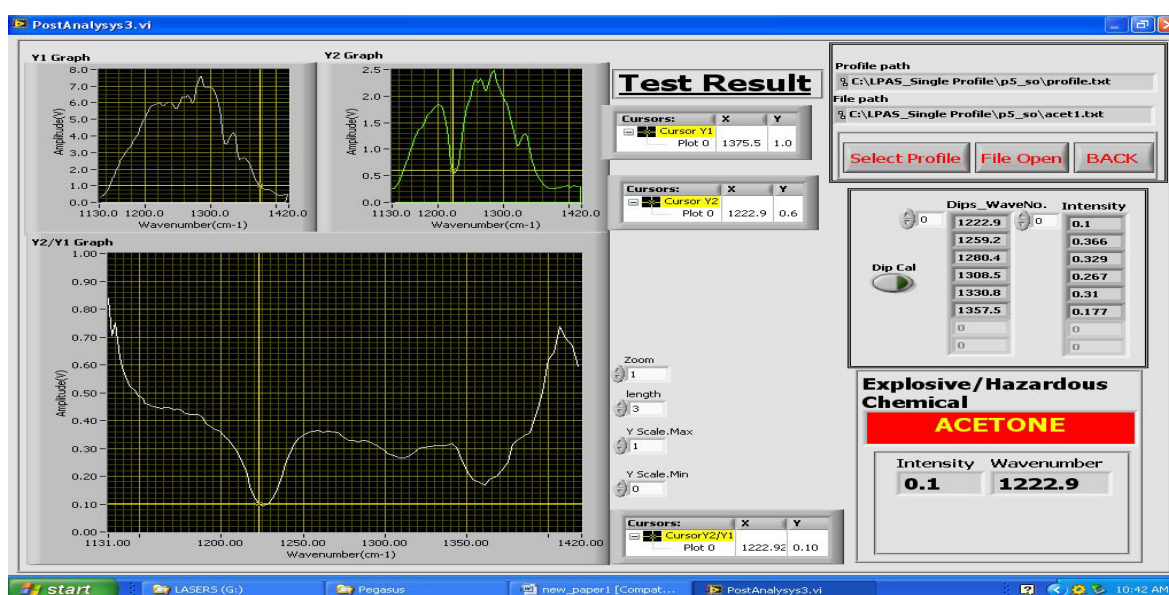 PostAnalysys3.vi
Y1 Graph
8.0
7.0
6.0
5.0
4.0
3.0
2.0
1.0
0.0
Amplitude(V)
1130.0 1200.0 1300.0 1420.0
Wavenumber(cm-1)
Y2 Graph
2.5
2.0
1.5
1.0
0.5
0.0
Amplitude(V)
1130.0 1200.0 1300.0 1420.0
Wavenumber(cm-1)
Test Result
Cursors: X Y
Cursor Y1
Plot 0 1375.5 1.0
Cursors: X Y
Cursor Y2
Plot 0 1222.9 0.6
Profile path
C:\LPAS_Single Profile\p5_so\profile.txt
File path
C:\LPAS_Single Profile\p5_so\acet1.txt
Select Profile File Open BACK
Dips_WaveNo. Intensity
0 1222.9 0 0.1
1259.2 0.366
1280.4 0.329
1308.5 0.267
1330.8 0.31
1357.5 0.177
0 0
0 0
Dip Cal
Y2/Y1 Graph
1.00
0.90
0.80
0.70
0.60
0.50
0.40
0.30
0.20
0.10
0.00
Amplitude(V)
1131.00 1200.00 1250.00 1300.00 1350.00 1420.00
Wavenumber(cm-1)
Zoom
1
length
3
Y Scale.Max
1
Y Scale.Min
0
Cursors: X Y
CursorY2/Y1
Plot 0 1222.92 0.10
Explosive/Hazardous
Chemical
ACETONE
Intensity Wavenumber
0.1 1222.9
start LASERS (G:) Pegasus new_paper1 [Compat... PostAnalysys3.vi 10:42 AM